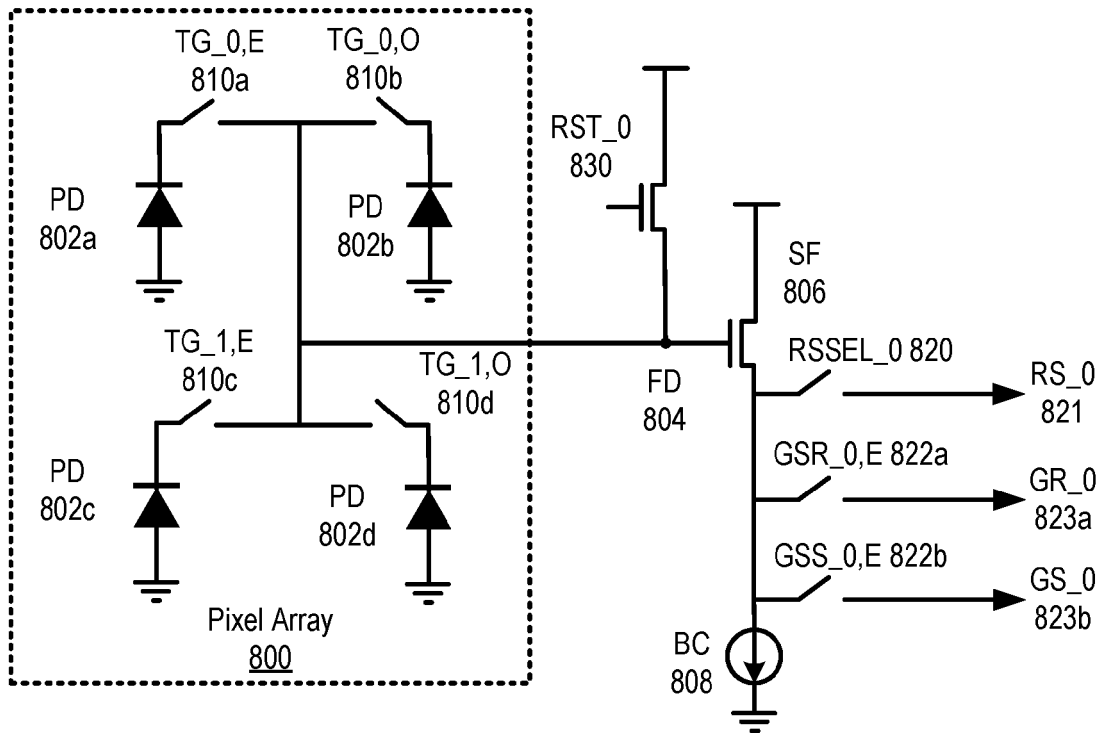 TG_0,E
810a
TG_0,O
810b
RST_0
830
PD
802a
PD
802b
SF
806
TG_1,E
810c
TG_1,O
810d
FD
804
RSSEL_0 820
RS_0
821
PD
802c
PD
802d
GSR_0,E 822a
GR_0
823a
GSS_0,E 822b
GS_0
823b
Pixel Array
800
BC
808